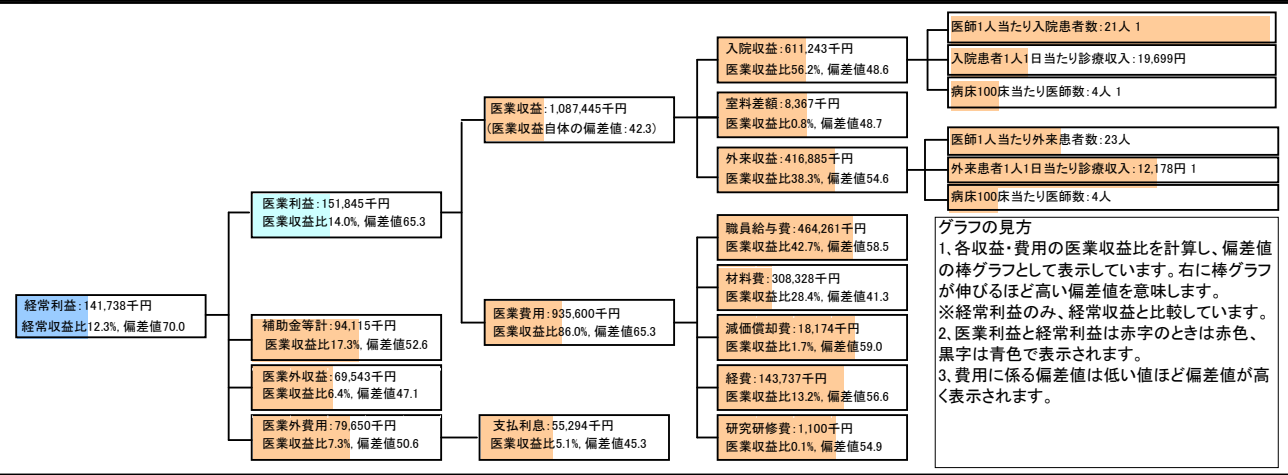 経常利益:141,738千円
経常収益比12.3%, 偏差値70.0
医業利益:151,845千円
医業収益比14.0%, 偏差値65.3
補助金等計:94,115千円
医業収益比17.3%, 偏差値52.6
医業外収益:69,543千円
医業収益比6.4%, 偏差値47.1
医業外費用:79,650千円
医業収益比7.3%, 偏差値50.6
医業収益:1,087,445千円
(医業収益自体の偏差値:42.3)
医業費用:935,600千円
医業収益比86.0%, 偏差値65.3
支払利息:55,294千円
医業収益比5.1%, 偏差値45.3
入院収益:611,243千円
医業収益比56.2%, 偏差値48.6
室料差額:8,367千円
医業収益比0.8%, 偏差値48.7
外来収益:416,885千円
医業収益比38.3%, 偏差値54.6
職員給与費:464,261千円
医業収益比42.7%, 偏差値58.5
材料費:308,328千円
医業収益比28.4%, 偏差値41.3
減価償却費:18,174千円
医業収益比1.7%, 偏差値59.0
経費:143,737千円
医業収益比13.2%, 偏差値56.6
研究研修費:1,100千円
医業収益比0.1%, 偏差値54.9
医師1人当たり入院患者数:21人 1
入院患者1人1日当たり診療収入:19,699円
病床100床当たり医師数:4人 1
医師1人当たり外来患者数:23人
外来患者1人1日当たり診療収入:12,178円 1
病床100床当たり医師数:4人
グラフの見方
1、各収益・費用の医業収益比を計算し、偏差値
の棒グラフとして表示しています。右に棒グラフ
が伸びるほど高い偏差値を意味します。
※経常利益のみ、経常収益と比較しています。
2、医業利益と経常利益は赤字のときは赤色、
黒字は青色で表示されます。
3、費用に係る偏差値は低い値ほど偏差値が高
く表示されます。